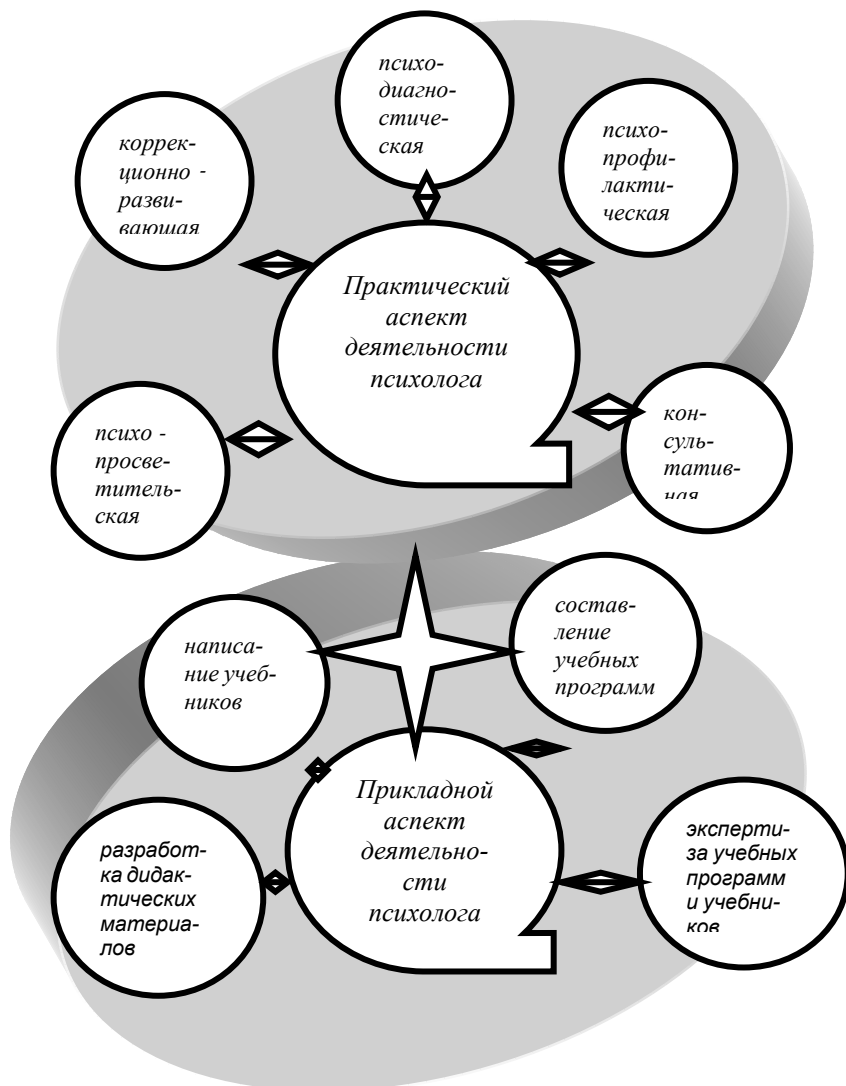 психо-
диагно-
стиче-
ская
психо-
профи-
лакти-
ческая
коррек-
ционно -
разви-
вающая
Практический
аспект
деятельности
психолога
психо -
просве-
титель-
ская
кон-
суль-
татив-
ная
состав-
ление
учебных
программ
написа-
ние учеб-
ников
Прикладной
аспект
деятельно-
сти
психолога
разработ-
ка дидак-
тических
материа-
лов
эксперти-
за учебных
программ
и учебни-
ков